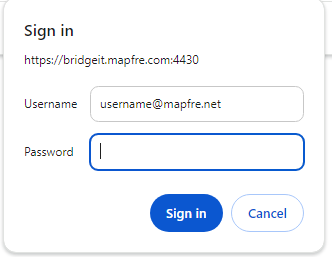 Sign in
https://bridgeit.mapfre.com:4430
Username username@mapfre.net
Password
Sign in Cancel